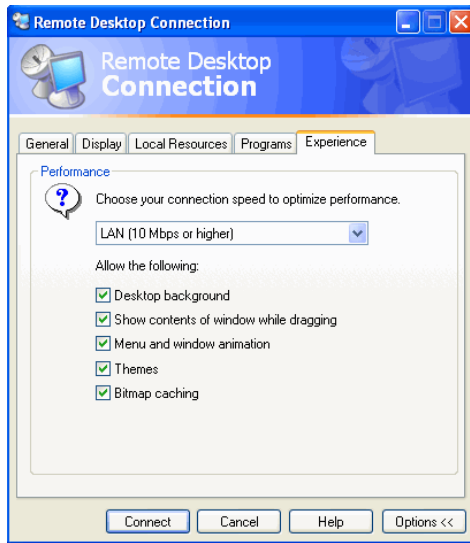 Remote Desktop Connection
Remote Desktop
Connection
General Display Local Resources Programs Experience
Performance
Choose your connection speed to optimize performance.
LAN (10 Mbps or higher)
Allow the following:
Desktop background
Show contents of window while dragging
Menu and window animation
Themes
Bitmap caching
Connect Cancel Help Options <<